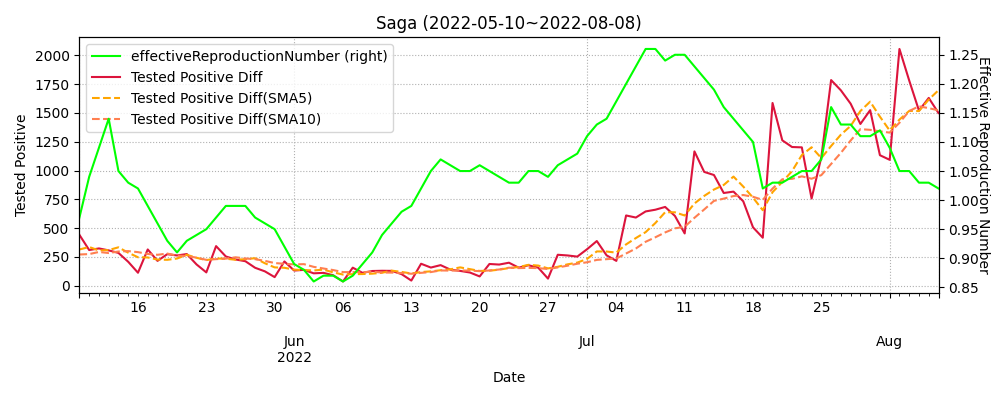 Saga (2022-05-10~2022-08-08)
effectiveReproductionNumber (right)
Tested Positive Diff
Tested Positive Diff(SMA5)
Tested Positive Diff(SMA10)
Tested Positive
2000
1750
1500
1250
1000
750
500
250
0
Effective Reproduction Number
1.25
1.20
1.15
1.10
1.05
1.00
0.95
0.90
0.85
16 23 30 06 13 20 27 04 11 18 25
Jun Jul Aug
2022
Date